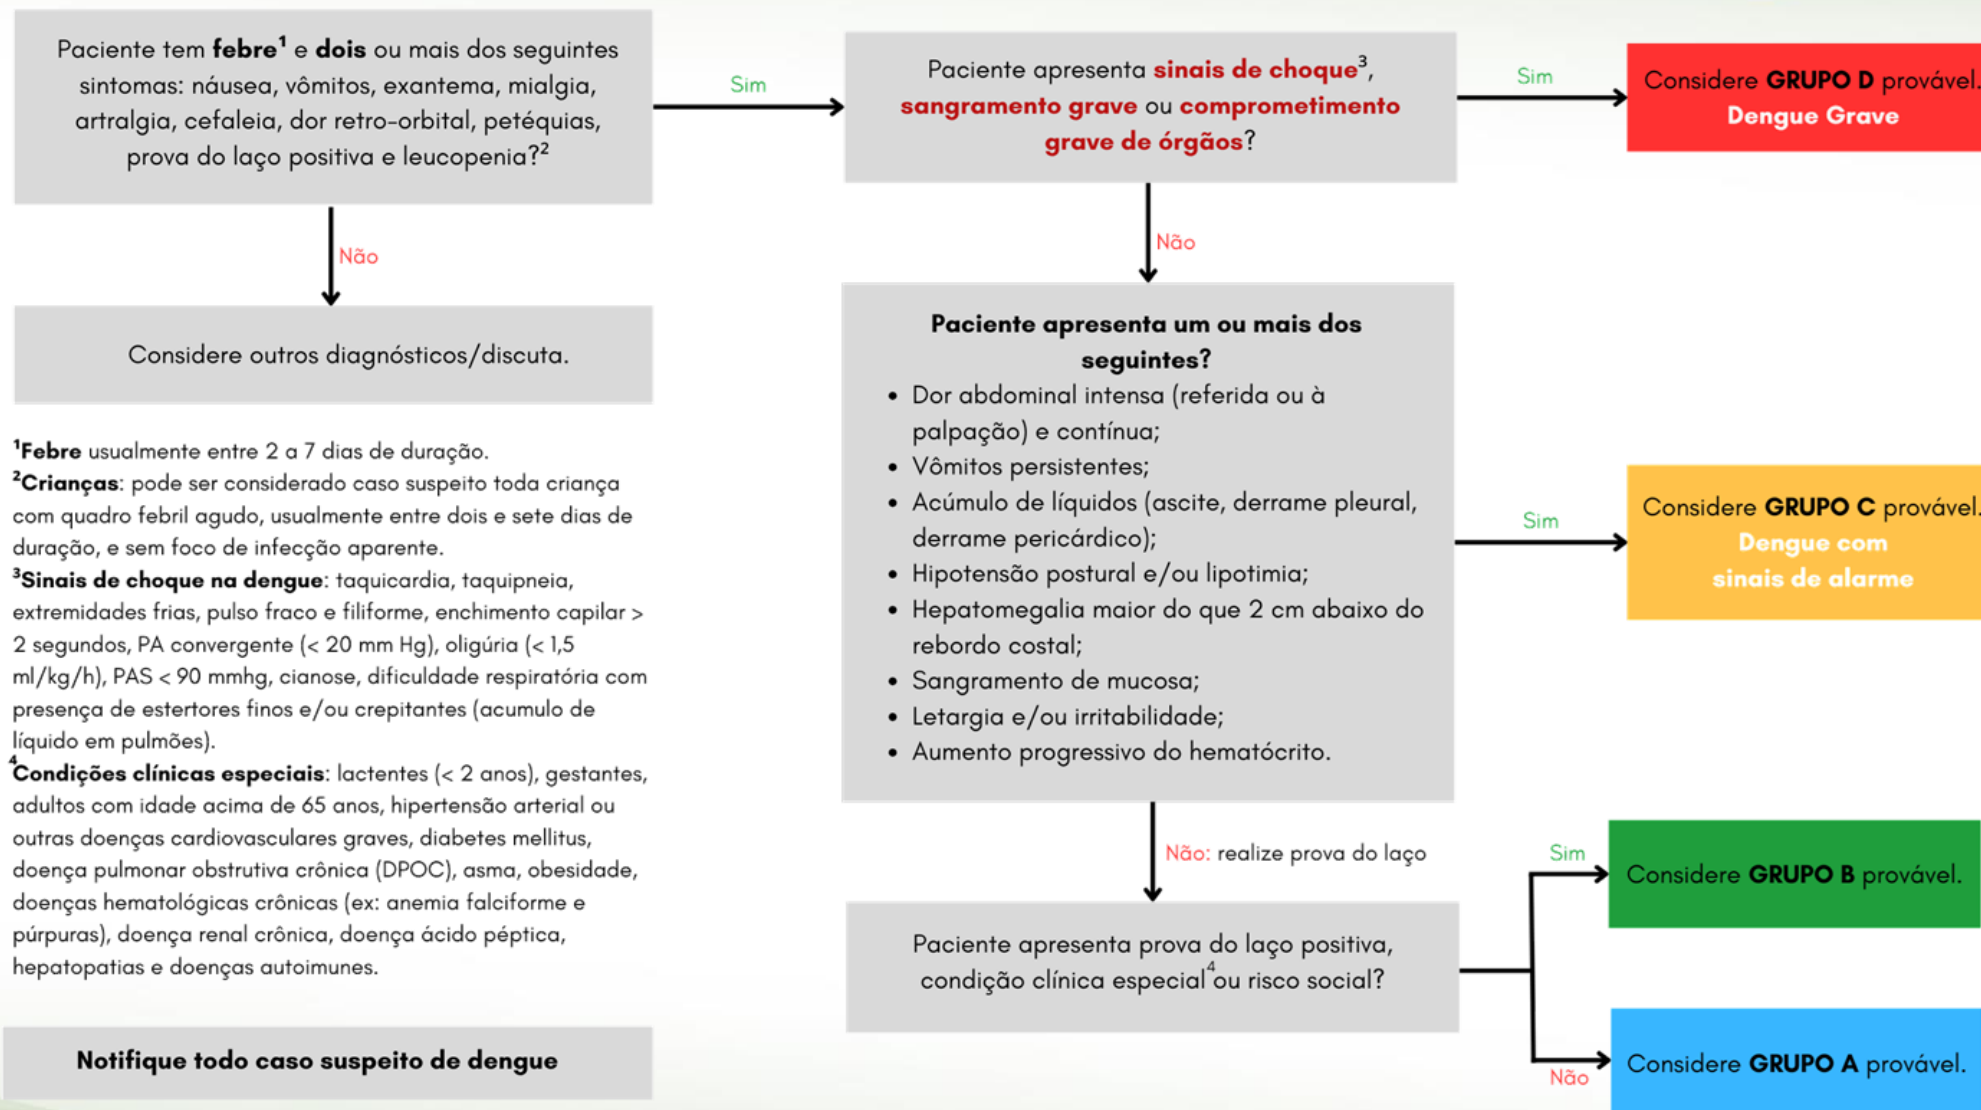 Paciente tem febre¹ e dois ou mais dos seguintes
sintomas: náusea, vômitos, exantema, mialgia,
artralgia, cefaleia, dor retro-orbital, petéquias,
prova do laço positiva e leucopenia?²
Sim
Paciente apresenta sinais de choque³,
sangramento grave ou comprometimento
grave de órgãos?
Sim
Considere GRUPO D provável.
Dengue Grave
Não
Considere outros diagnósticos/discuta.
Não
Paciente apresenta um ou mais dos
seguintes?
• Dor abdominal intensa (referida ou à
palpação) e contínua;
• Vômitos persistentes;
• Acúmulo de líquidos (ascite, derrame pleural,
derrame pericárdico);
• Hipotensão postural e/ou lipotimia;
• Hepatomegalia maior do que 2 cm abaixo do
rebordo costal;
• Sangramento de mucosa;
• Letargia e/ou irritabilidade;
• Aumento progressivo do hematócrito.
Sim
Considere GRUPO C provável.
Dengue com
sinais de alarme
Não: realize prova do laço
Paciente apresenta prova do laço positiva,
condição clínica especial⁴ ou risco social?
Sim
Considere GRUPO B provável.
Não
Considere GRUPO A provável.
¹Febre usualmente entre 2 a 7 dias de duração.
²Crianças: pode ser considerado caso suspeito toda criança
com quadro febril agudo, usualmente entre dois e sete dias de
duração, e sem foco de infecção aparente.
³Sinais de choque na dengue: taquicardia, taquipneia,
extremidades frias, pulso fraco e filiforme, enchimento capilar >
2 segundos, PA convergente (< 20 mm Hg), oligúria (< 1,5
ml/kg/h), PAS < 90 mmhg, cianose, dificuldade respiratória com
presença de estertores finos e/ou crepitantes (acumulo de
líquido em pulmões).
⁴Condições clínicas especiais: lactentes (< 2 anos), gestantes,
adultos com idade acima de 65 anos, hipertensão arterial ou
outras doenças cardiovasculares graves, diabetes mellitus,
doença pulmonar obstrutiva crônica (DPOC), asma, obesidade,
doenças hematológicas crônicas (ex: anemia falciforme e
púrpuras), doença renal crônica, doença ácido péptica,
hepatopatias e doenças autoimunes.
Notifique todo caso suspeito de dengue